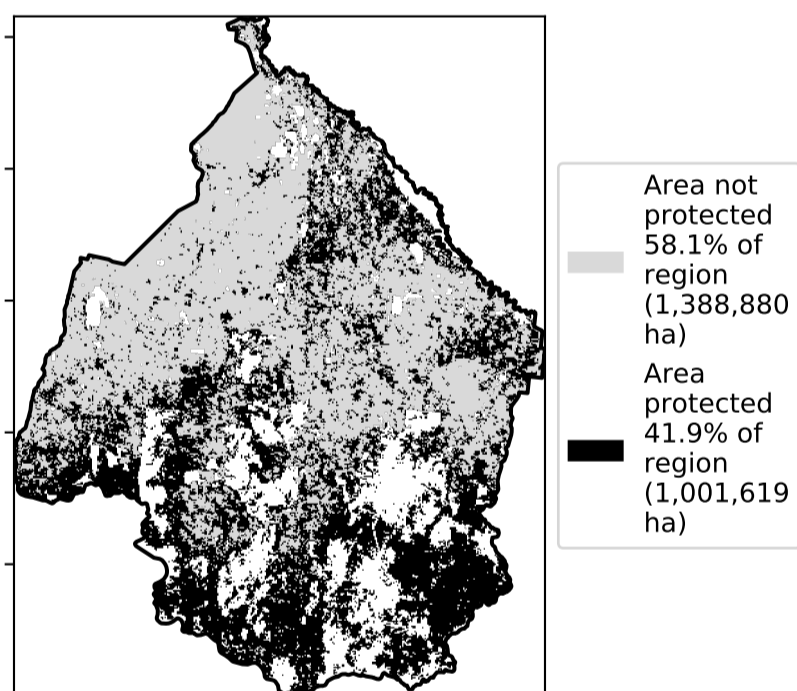 Area not
protected
58.1% of
region
(1,388,880
ha)
Area
protected
41.9% of
region
(1,001,619
ha)